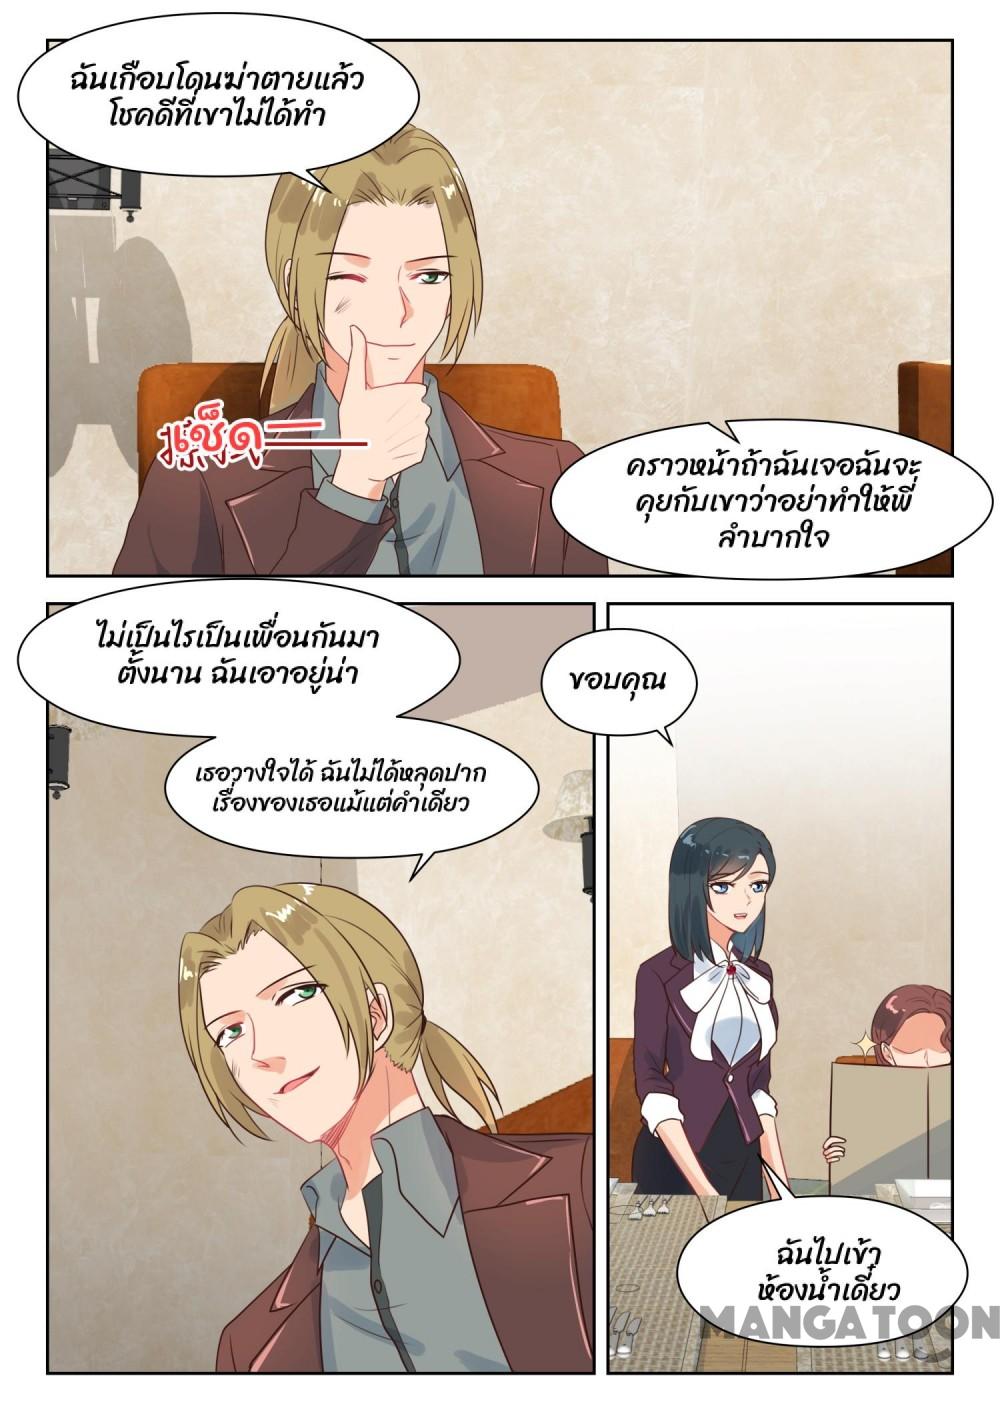 ฉันเกือบโดนฆ่าตายแล้ว
โชคดีที่เขาไม่ได้ทำ
เช็ด
คราวหน้าถ้าฉันเจอฉันจะ
คุยกับเขาว่าอย่าทำให้พี่
ลำบากใจ
ไม่เป็นไรเป็นเพื่อนกันมา
ตั้งนาน ฉันเอาอยู่น่า
เธอวางใจได้ ฉันไม่ได้หลุดปาก
เรื่องของเธอแม้แต่คำเดียว
ขอบคุณ
ฉันไปเข้า
ห้องน้ำเดี๋ยว
MANGATOON